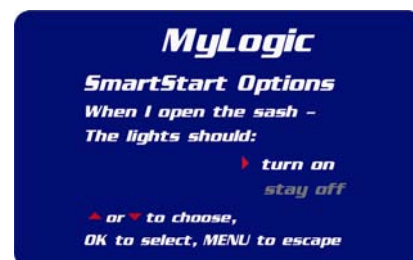 MyLogic
SmartStart Options
When I open the sash –
The lights should:
turn on
stay off
or to choose,
OK to select, MENU to escape